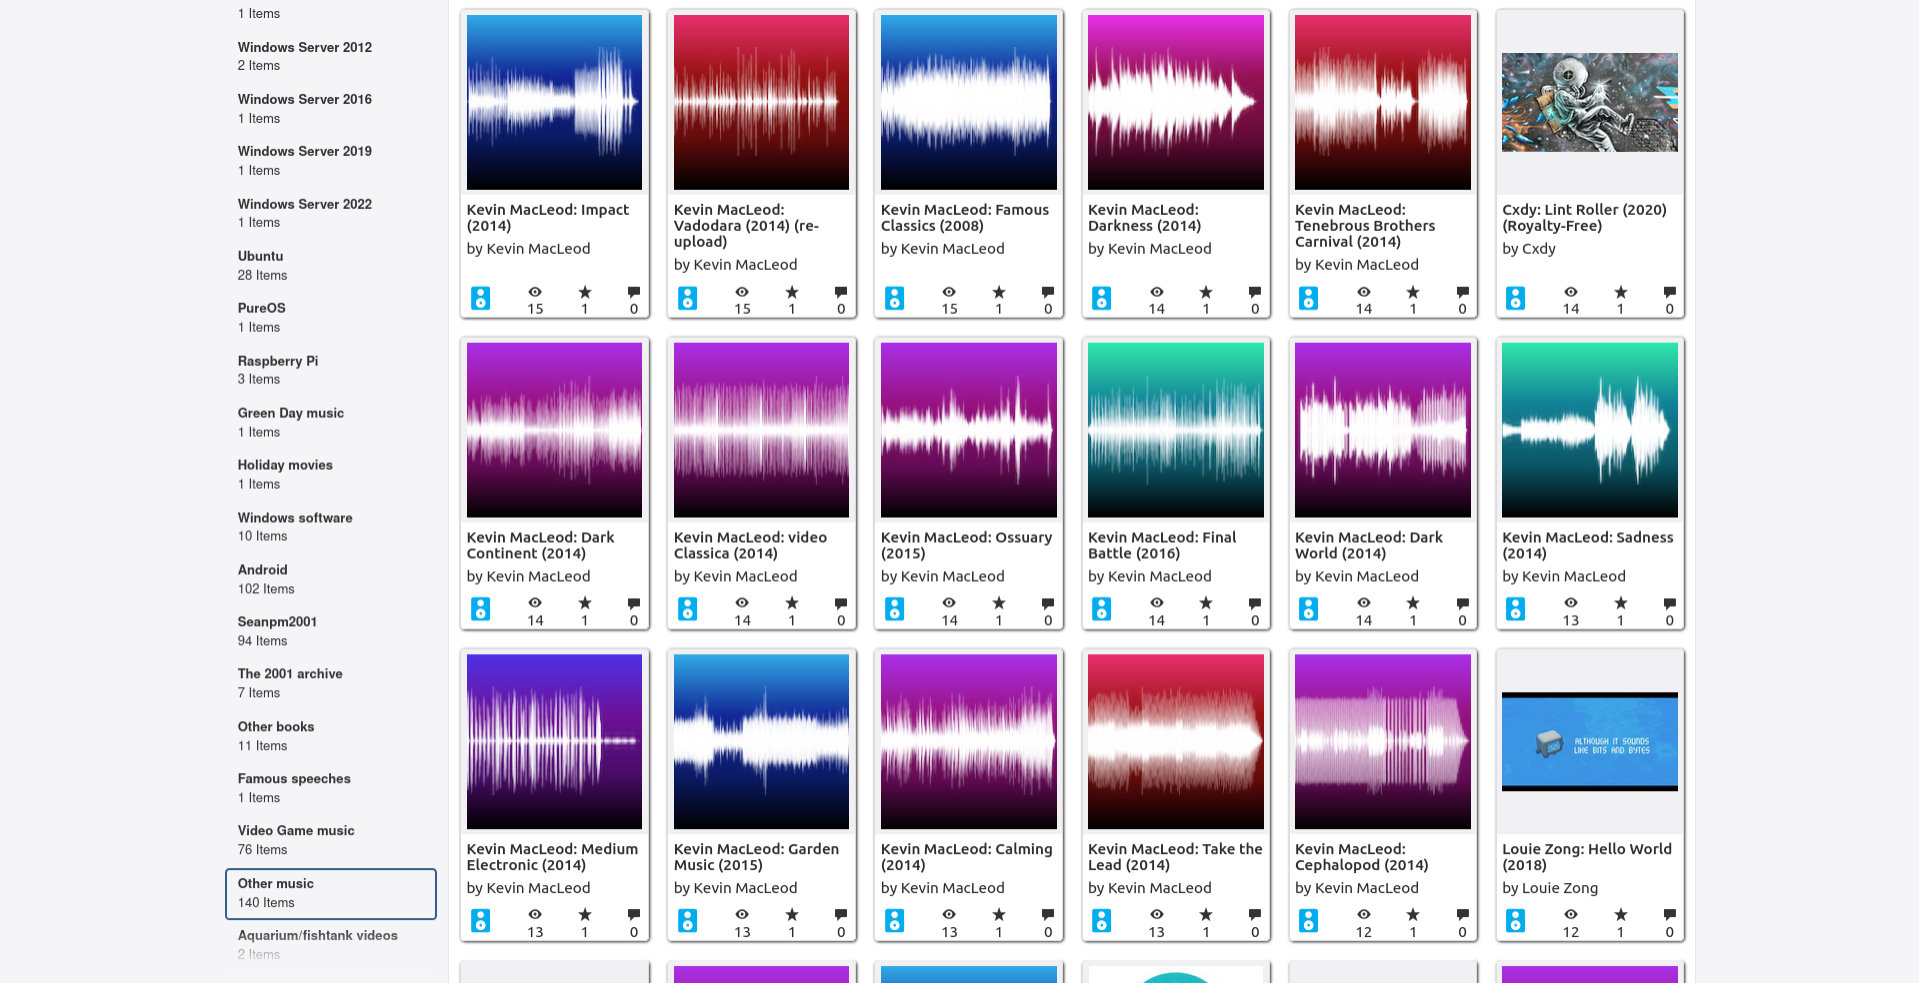 1 Items
Windows Server 2012
2 Items
Windows Server 2016
1 Items
Windows Server 2019
1 Items
Windows Server 2022
1 Items
Ubuntu
28 Items
PureOS
1 Items
Raspberry Pi
3 Items
Green Day music
1 Items
Holiday movies
1 Items
Windows software
10 Items
Android
102 Items
Seanpm2001
94 Items
The 2001 archive
7 Items
Other books
11 Items
Famous speeches
1 Items
Video Game music
76 Items
Other music
140 Items
Aquarium/fishtank videos
2 Items
Kevin MacLeod: Impact
(2014)
by Kevin MacLeod
15 1 0
Kevin MacLeod:
Vadodara (2014) (re-
upload)
by Kevin MacLeod
15 1 0
Kevin MacLeod: Famous
Classics (2008)
by Kevin MacLeod
15 1 0
Kevin MacLeod:
Darkness (2014)
by Kevin MacLeod
14 1 0
Kevin MacLeod:
Tenebrous Brothers
Carnival (2014)
by Kevin MacLeod
14 1 0
Cxdy: Lint Roller (2020)
(Royalty-Free)
by Cxdy
14 1 0
Kevin MacLeod: Dark
Continent (2014)
by Kevin MacLeod
14 1 0
Kevin MacLeod: video
Classica (2014)
by Kevin MacLeod
14 1 0
Kevin MacLeod: Ossuary
(2015)
by Kevin MacLeod
14 1 0
Kevin MacLeod: Final
Battle (2016)
by Kevin MacLeod
14 1 0
Kevin MacLeod: Dark
World (2014)
by Kevin MacLeod
14 1 0
Kevin MacLeod: Sadness
(2014)
by Kevin MacLeod
13 1 0
Kevin MacLeod: Medium
Electronic (2014)
by Kevin MacLeod
13 1 0
Kevin MacLeod: Garden
Music (2015)
by Kevin MacLeod
13 1 0
Kevin MacLeod: Calming
(2014)
by Kevin MacLeod
13 1 0
Kevin MacLeod: Take the
Lead (2014)
by Kevin MacLeod
13 1 0
Kevin MacLeod:
Cephalopod (2014)
by Kevin MacLeod
12 1 0
ALTHOUGH IT SOUNDS
LIKE BITS AND BYTES
Louie Zong: Hello World
(2018)
by Louie Zong
12 1 0